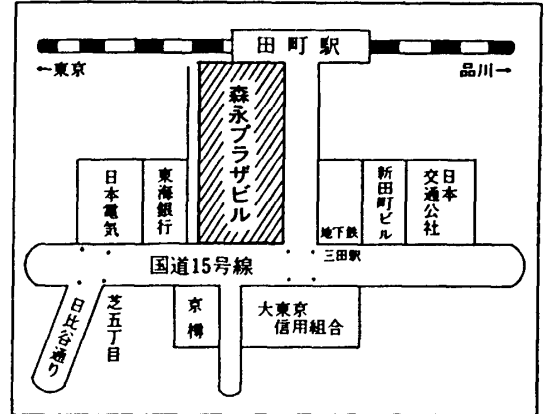 田町駅
←東京
品川→
森永プラザビル
日本電気
東海銀行
地下鉄
三田駅
新田町ビル
日本
交通公社
国道15号線
日比谷通り
芝五丁目
京樽
大東京
信用組合